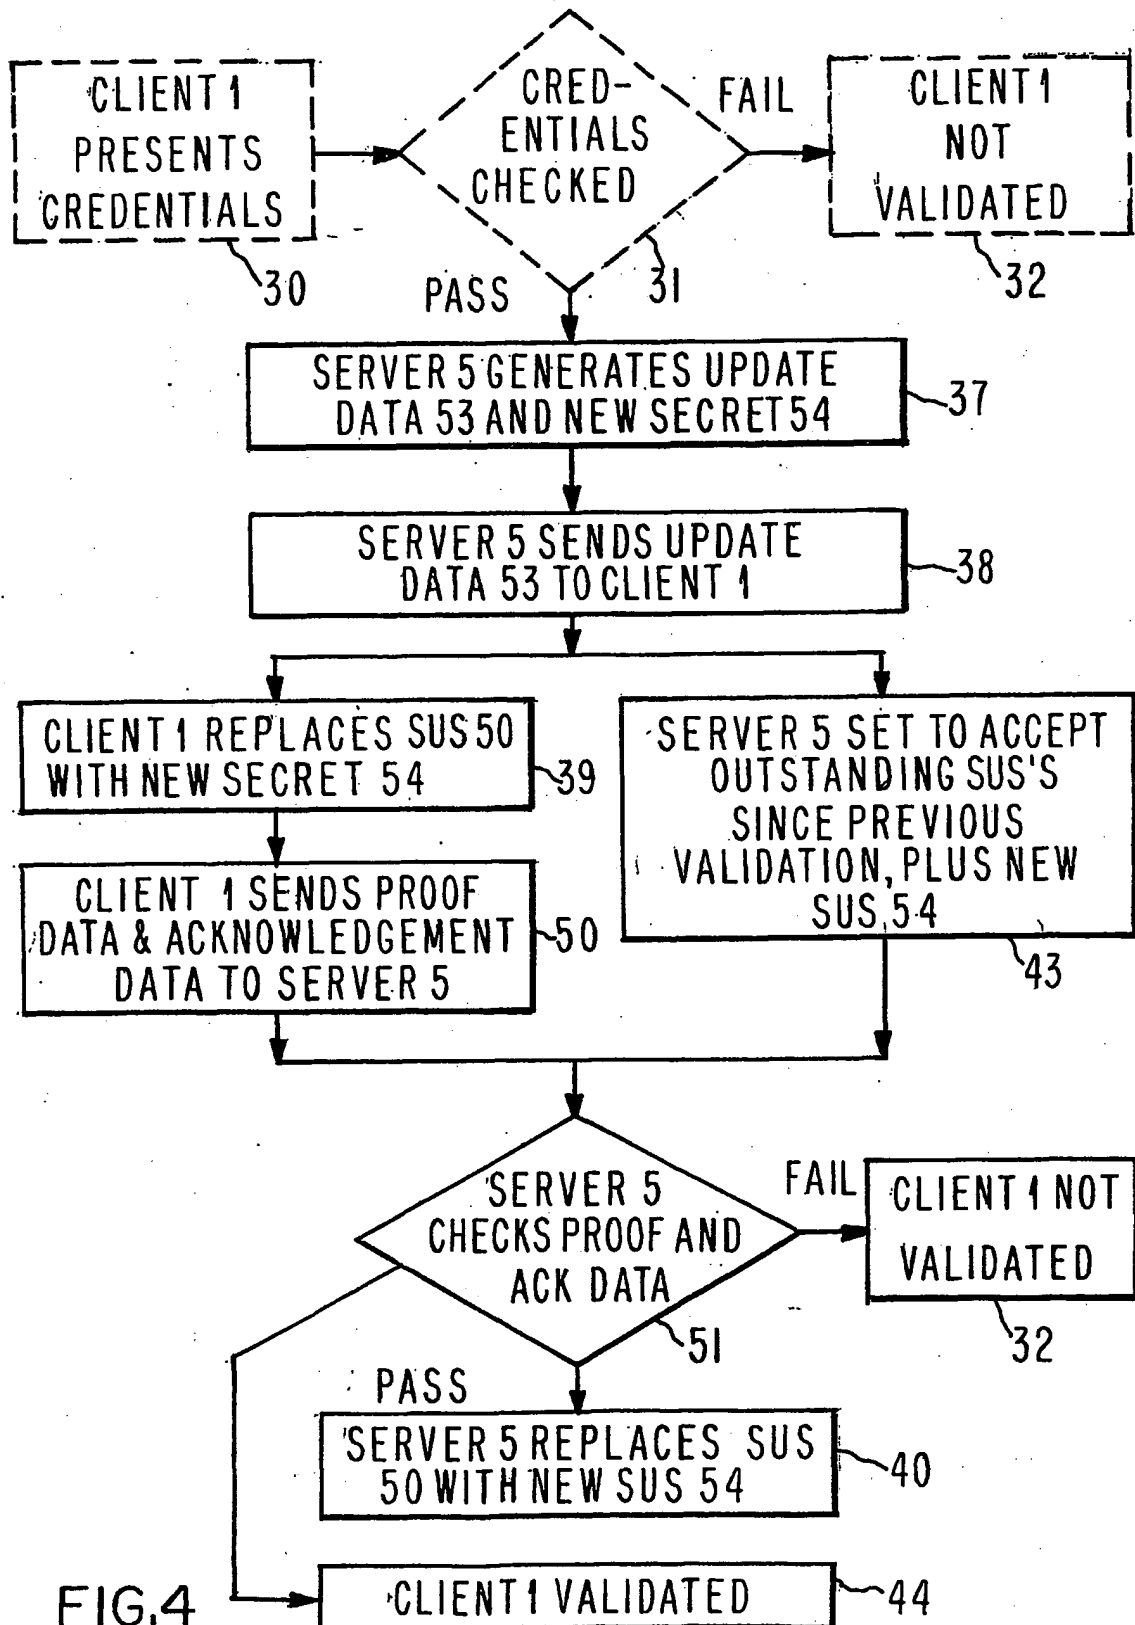 CLIENT 1
PRESENTS
CREDENTIALS
30
CRED-
ENTIALS
CHECKED
31
FAIL
CLIENT 1
NOT
VALIDATED
32
PASS
SERVER 5 GENERATES UPDATE
DATA 53 AND NEW SECRET 54
37
SERVER 5 SENDS UPDATE
DATA 53 TO CLIENT 1
38
CLIENT 1 REPLACES SUS 50
WITH NEW SECRET 54
39
CLIENT 1 SENDS PROOF
DATA & ACKNOWLEDGEMENT
DATA TO SERVER 5
50
SERVER 5 SET TO ACCEPT
OUTSTANDING SUS'S
SINCE PREVIOUS
VALIDATION, PLUS NEW
SUS 54
43
SERVER 5
CHECKS PROOF AND
ACK DATA
51
FAIL
CLIENT 1 NOT
VALIDATED
32
PASS
SERVER 5 REPLACES SUS
50 WITH NEW SUS 54
40
CLIENT 1 VALIDATED
44
FIG.4